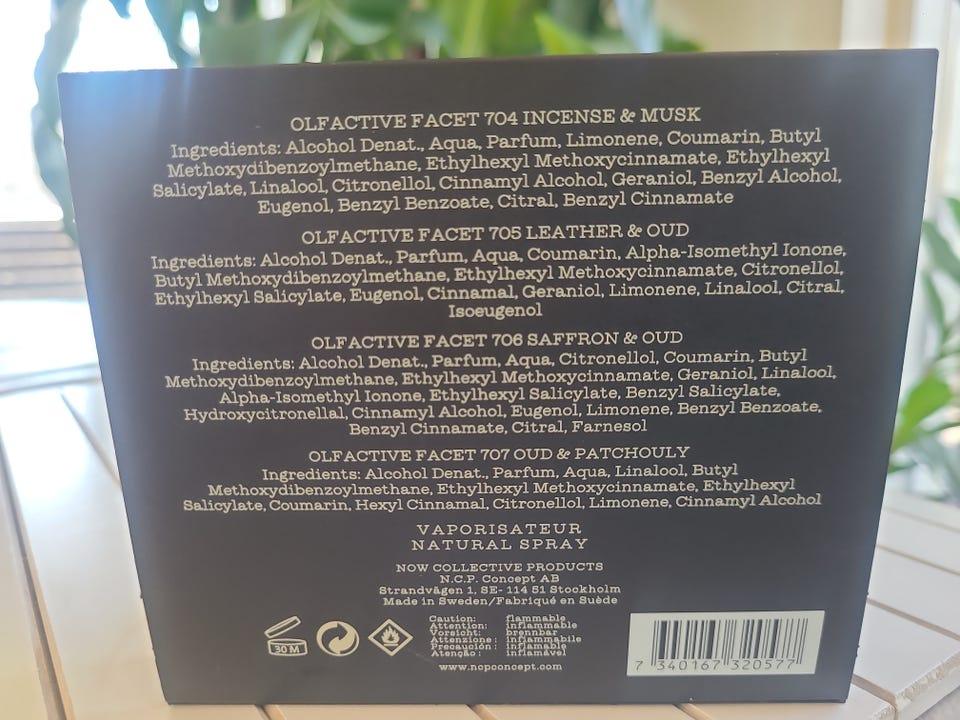 OLFACTIVE FACET 704 INCENSE & MUSK
Ingredients: Alcohol Denat., Aqua, Parfum, Limonene, Coumarin, Butyl
Methoxydibenzoylmethane, Ethylhexyl Methoxycinnamate, Ethylhexyl
Salicylate, Linalool, Citronellol, Cinnamyl Alcohol, Geraniol, Benzyl Alcohol,
Eugenol, Benzyl Benzoate, Citral, Benzyl Cinnamate
OLFACTIVE FACET 705 LEATHER & OUD
Ingredients: Alcohol Denat., Parfum, Aqua, Coumarin, Alpha-Isomethyl Ionone,
Butyl Methoxydibenzoylmethane, Ethylhexyl Methoxycinnamate, Citronellol,
Ethylhexyl Salicylate, Eugenol, Cinnamal, Geraniol, Limonene, Linalool, Citral,
Isoeugenol
OLFACTIVE FACET 706 SAFFRON & OUD
Ingredients: Alcohol Denat., Parfum, Aqua, Citronellol, Coumarin, Butyl
Methoxydibenzoylmethane, Ethylhexyl Methoxycinnamate, Geraniol, Linalool,
Alpha-Isomethyl Ionone, Ethylhexyl Salicylate, Benzyl Salicylate,
Hydroxycitronellal, Cinnamyl Alcohol, Eugenol, Limonene, Benzyl Benzoate,
Benzyl Cinnamate, Citral, Farnesol
OLFACTIVE FACET 707 OUD & PATCHOULY
Ingredients: Alcohol Denat., Parfum, Aqua, Linalool, Butyl
Methoxydibenzoylmethane, Ethylhexyl Methoxycinnamate, Ethylhexyl
Salicylate, Coumarin, Hexyl Cinnamal, Citronellol, Limonene, Cinnamyl Alcohol
VAPORISATEUR
NATURAL SPRAY
NOW COLLECTIVE PRODUCTS
N.C.P. Concept AB
Strandvägen 1, SE- 114 51 Stockholm
Made in Sweden/Fabriqué en Suède
Caution: flammable
Attention: inflammable
Vorsicht: brennbar
Attenzione: infiammabile
Precaución: inflamable
Atenção: inflamável
www.ncpconcept.com
30 M
7 340167 320577